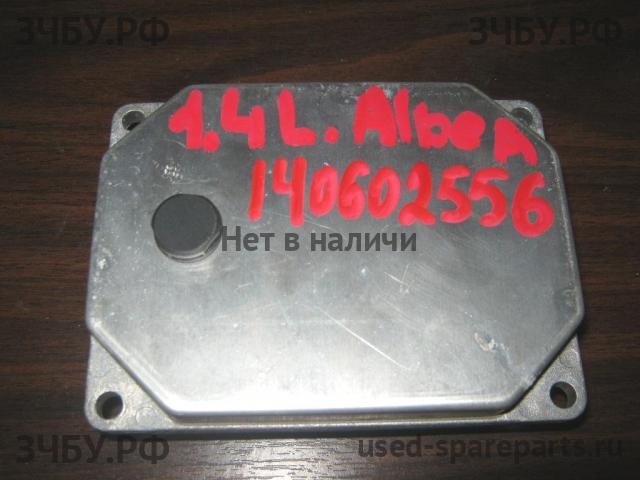 ЗЧБУ.РФ
ЗЧБУ.РФ
1.4L. Albea
140602556
Нет в наличи
ЗЧБУ.РФ
used-spareparts.ru